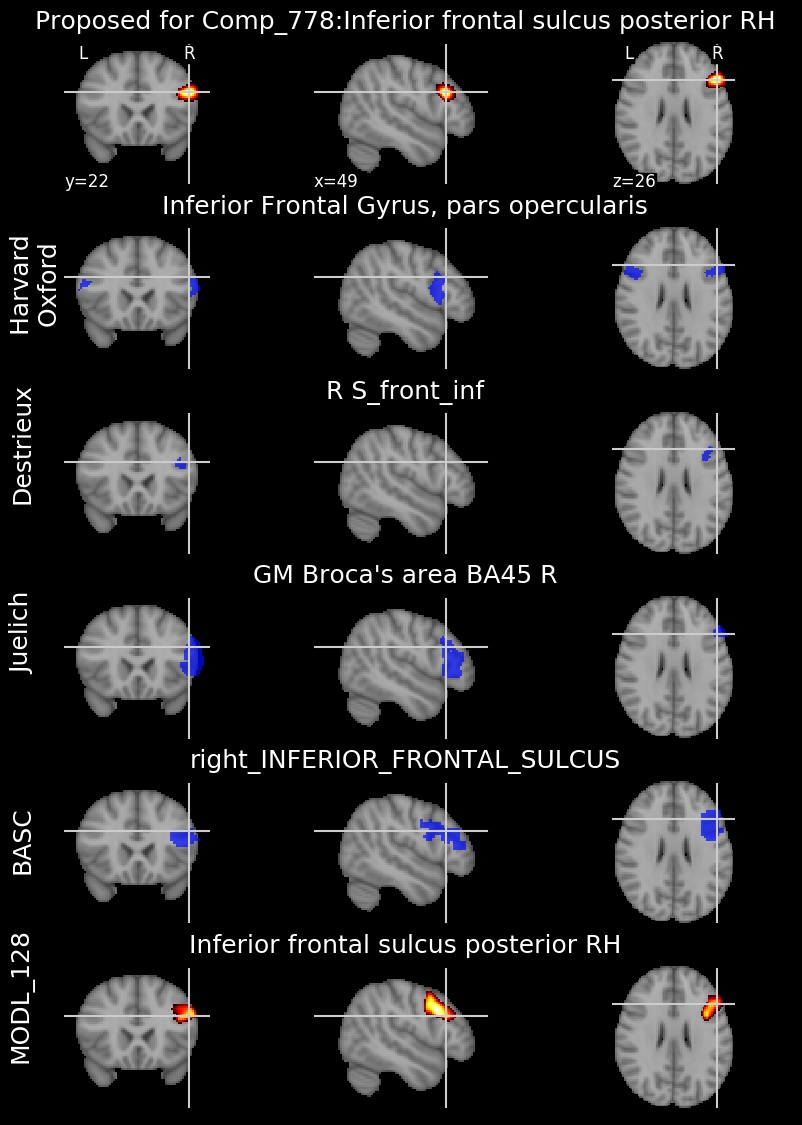 Proposed for Comp_778:Inferior frontal sulcus posterior RH
L R L R
y=22 x=49 z=26
Inferior Frontal Gyrus, pars opercularis
Harvard
Oxford
R S_front_inf
Destrieux
GM Broca's area BA45 R
Juelich
right_INFERIOR_FRONTAL_SULCUS
BASC
Inferior frontal sulcus posterior RH
MODL_128